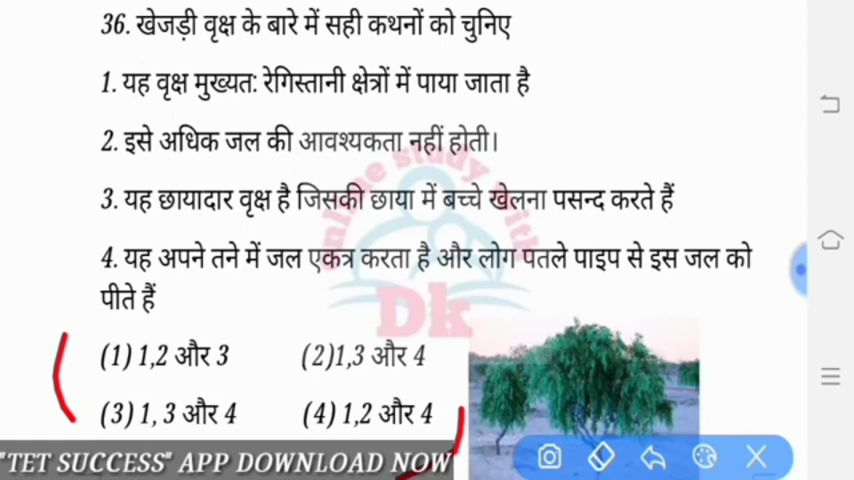 36. खेजड़ी वृक्ष के बारे में सही कथनों को चुनिए
1. यह वृक्ष मुख्यत: रेगिस्तानी क्षेत्रों में पाया जाता है
2. इसे अधिक जल की आवश्यकता नहीं होती।
3. यह छायादार वृक्ष है जिसकी छाया में बच्चे खेलना पसन्द करते हैं
4. यह अपने तने में जल एकत्र करता है और लोग पतले पाइप से इस जल को
पीते हैं
(1) 1,2 और 3 (2)1,3 और 4
(3) 1, 3 और 4 (4) 1,2 और 4
online study with
Dk
"TET SUCCESS" APP DOWNLOAD NOW